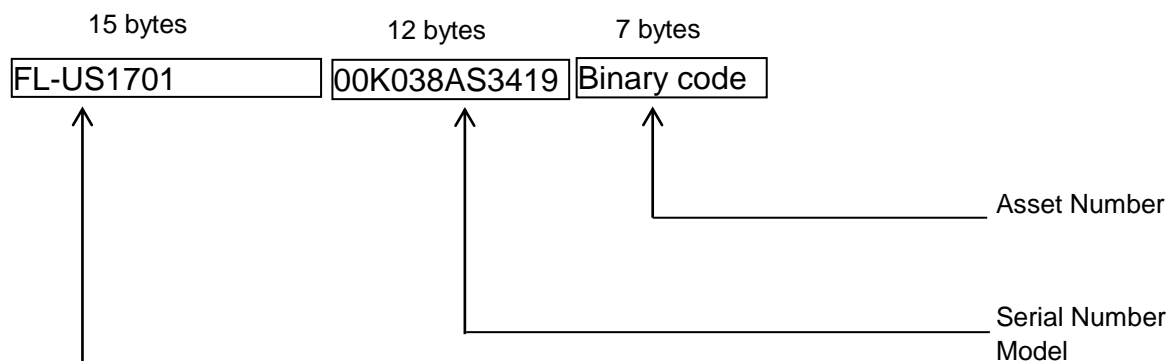 15 bytes 12 bytes 7 bytes
FL-US1701 00K038AS3419 Binary code
Asset Number
Serial Number
Model